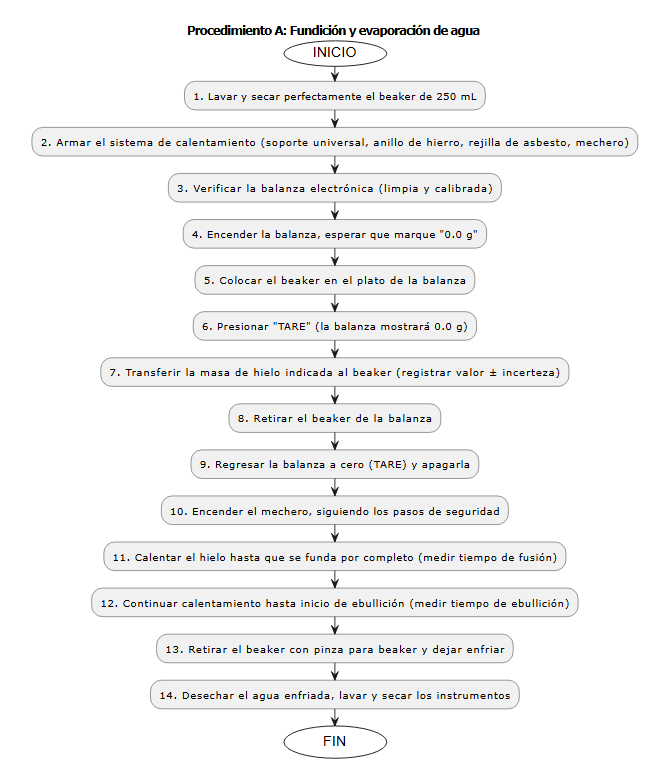 Procedimiento A: Fundición y evaporación de agua
INICIO
1. Lavar y secar perfectamente el beaker de 250 mL
2. Armar el sistema de calentamiento (soporte universal, anillo de hierro, rejilla de asbesto, mechero)
3. Verificar la balanza electrónica (limpia y calibrada)
4. Encender la balanza, esperar que marque "0.0 g"
5. Colocar el beaker en el plato de la balanza
6. Presionar "TARE" (la balanza mostrará 0.0 g)
7. Transferir la masa de hielo indicada al beaker (registrar valor ± incerteza)
8. Retirar el beaker de la balanza
9. Regresar la balanza a cero (TARE) y apagarla
10. Encender el mechero, siguiendo los pasos de seguridad
11. Calentar el hielo hasta que se funda por completo (medir tiempo de fusión)
12. Continuar calentamiento hasta inicio de ebullición (medir tiempo de ebullición)
13. Retirar el beaker con pinza para beaker y dejar enfriar
14. Desechar el agua enfriada, lavar y secar los instrumentos
FIN